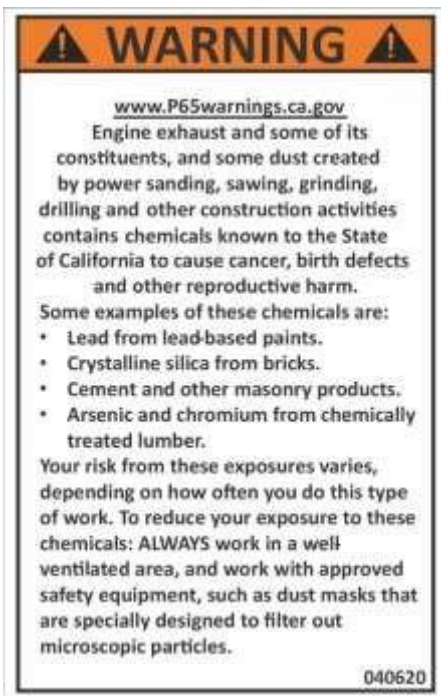 WARNING
www.P65warnings.ca.gov
Engine exhaust and some of its
constituents, and some dust created
by power sanding, sawing, grinding,
drilling and other construction activities
contains chemicals known to the State
of California to cause cancer, birth defects
and other reproductive harm.
Some examples of these chemicals are:
• Lead from lead-based paints.
• Crystalline silica from bricks.
• Cement and other masonry products.
• Arsenic and chromium from chemically
treated lumber.
Your risk from these exposures varies,
depending on how often you do this type
of work. To reduce your exposure to these
chemicals: ALWAYS work in a well-
ventilated area, and work with approved
safety equipment, such as dust masks that
are specially designed to filter out
microscopic particles.
040620